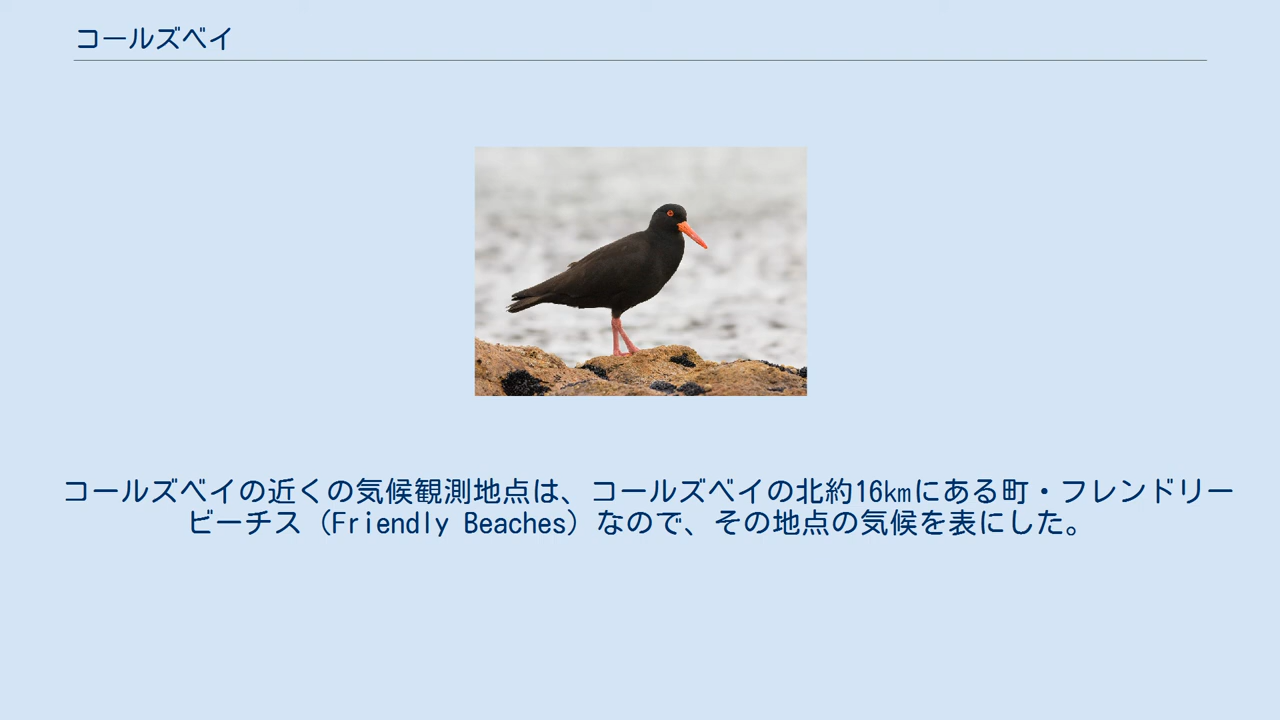 コールズベイ
コールズベイの近くの気候観測地点は、コールズベイの北約16kmにある町・フレンドリー
ビーチス（Friendly Beaches）なので、その地点の気候を表にした。